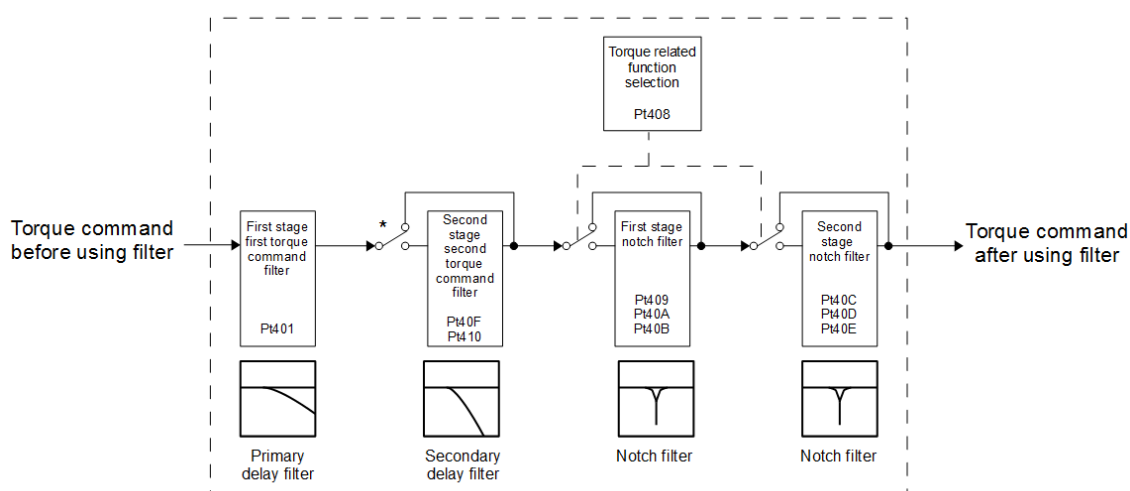 Torque related
function
selection
Pt408
Torque command
before using filter
First stage
first torque
command
filter
Pt401
*
Second
stage
second
torque
command
filter
Pt40F
Pt410
First stage
notch filter
Pt409
Pt40A
Pt40B
Second
stage
notch filter
Pt40C
Pt40D
Pt40E
Torque command
after using filter
Primary
delay filter
Secondary
delay filter
Notch filter
Notch filter